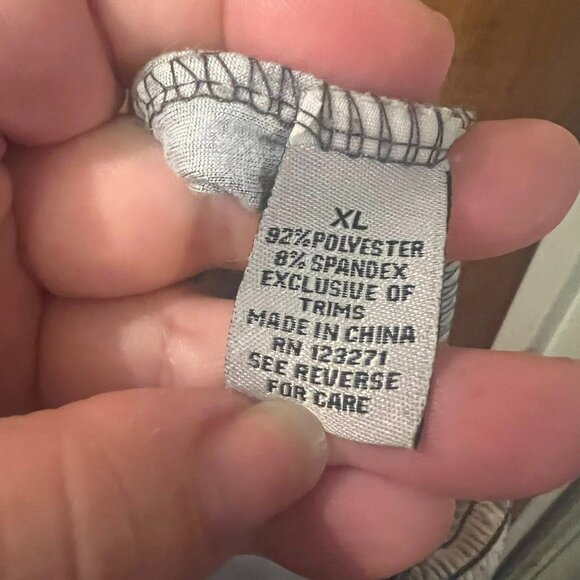 XL
92% POLYESTER
8% SPANDEX
EXCLUSIVE OF
TRIMS
MADE IN CHINA
RN 123271
SEE REVERSE
FOR CARE